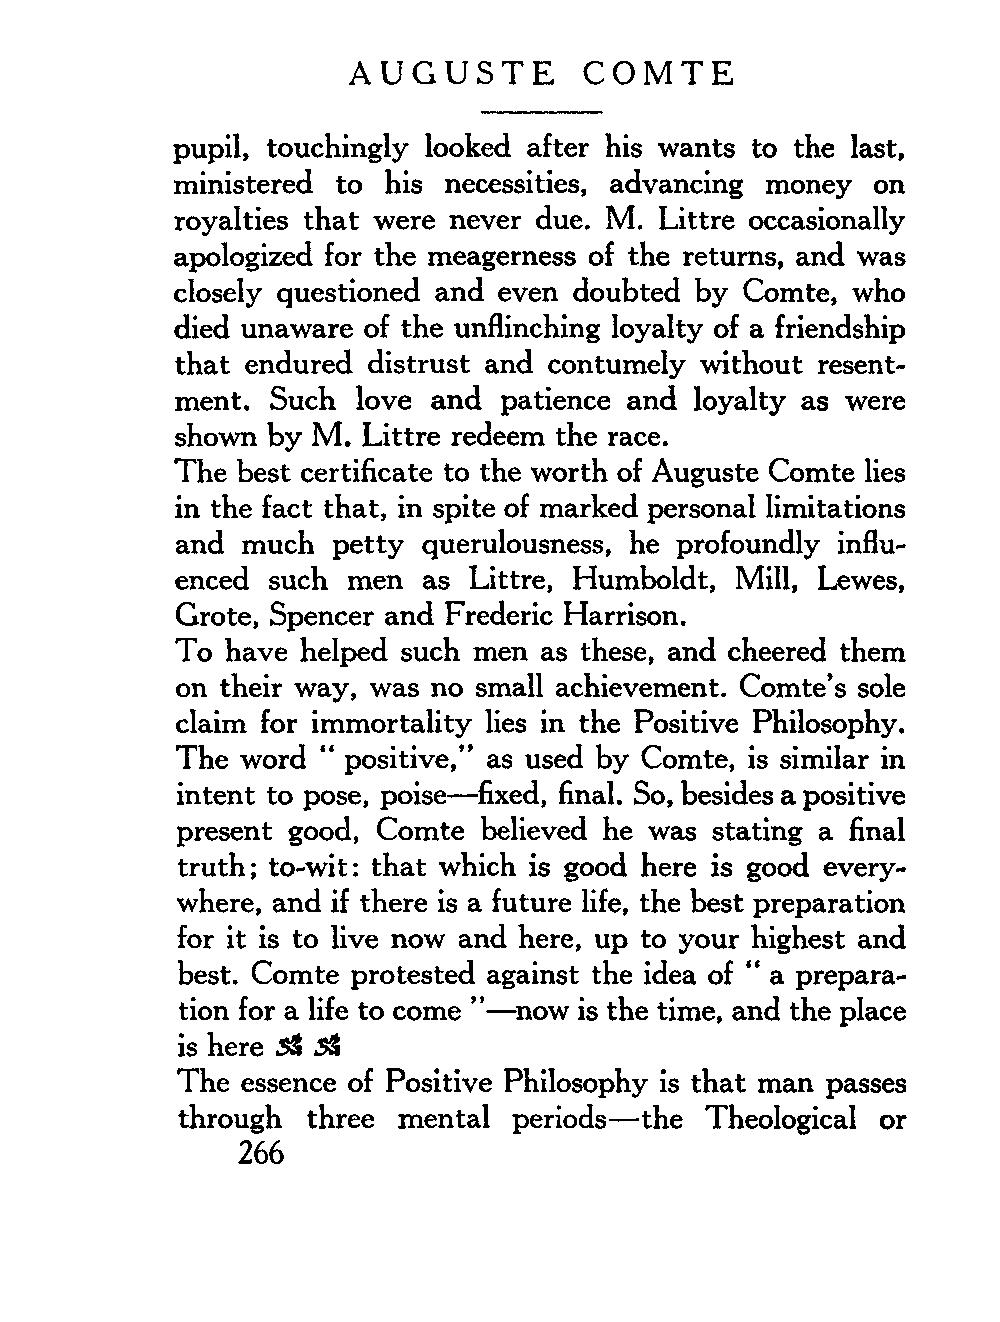 AUGUSTE COMTE
pupil, touchingly looked after his wants to the last,
ministered to his necessities, advancing money on
royalties that were never due. M. Littre occasionally
apologized for the meagerness of the returns, and was
closely questioned and even doubted by Comte, who
died unaware of the unflinching loyalty of a friendship
that endured distrust and contumely without resent-
ment. Such love and patience and loyalty as were
shown by M. Littre redeem the race.
The best certificate to the worth of Auguste Comte lies
in the fact that, in spite of marked personal limitations
and much petty querulousness, he profoundly influ-
enced such men as Littre, Humboldt, Mill, Lewes,
Grote, Spencer and Frederic Harrison.
To have helped such men as these, and cheered them
on their way, was no small achievement. Comte's sole
claim for immortality lies in the Positive Philosophy.
The word " positive," as used by Comte, is similar in
intent to pose, poise—fixed, final. So, besides a positive
present good, Comte believed he was stating a final
truth; to-wit: that which is good here is good every-
where, and if there is a future life, the best preparation
for it is to live now and here, up to your highest and
best. Comte protested against the idea of " a prepara-
tion for a life to come "—now is the time, and the place
is here
The essence of Positive Philosophy is that man passes
through three mental periods—the Theological or
266